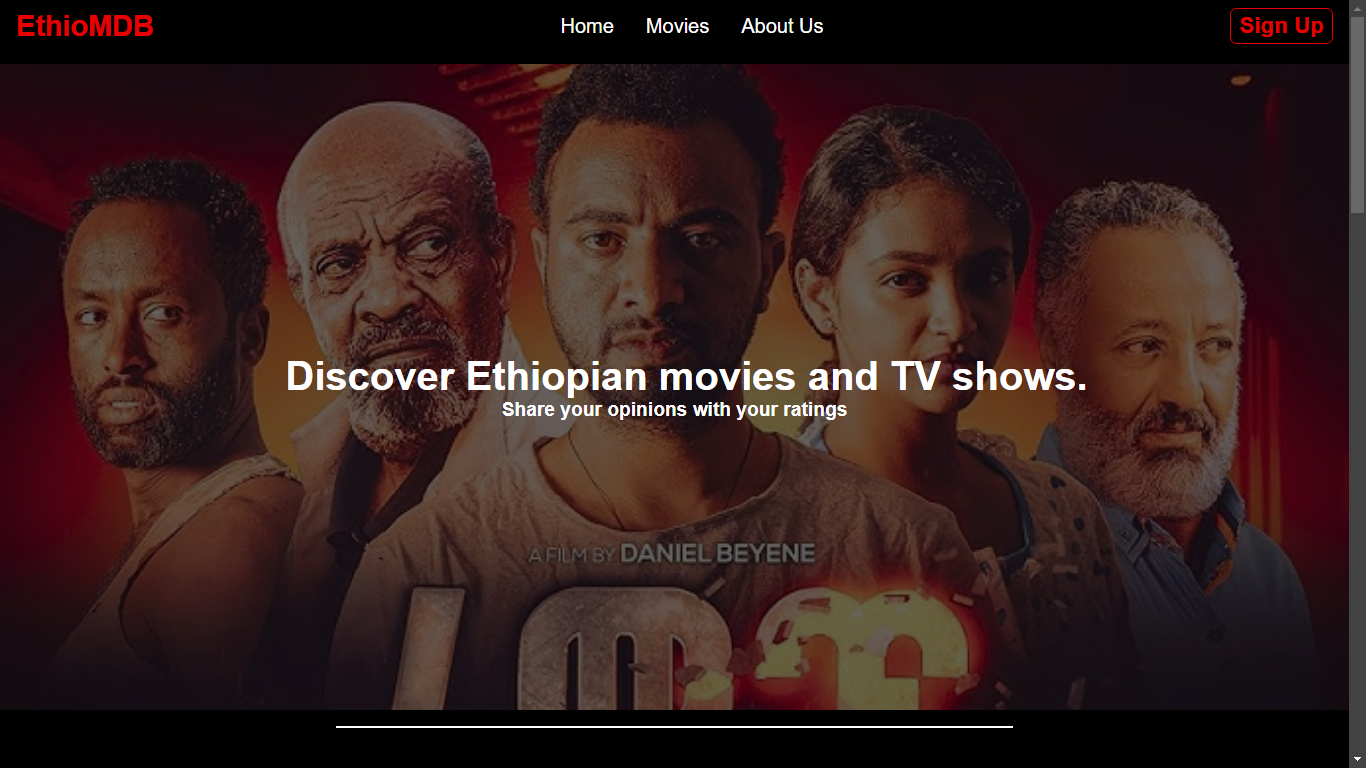 EthioMDB
Home Movies About Us
Sign Up
Discover Ethiopian movies and TV shows.
Share your opinions with your ratings
A FILM BY DANIEL BEYENE